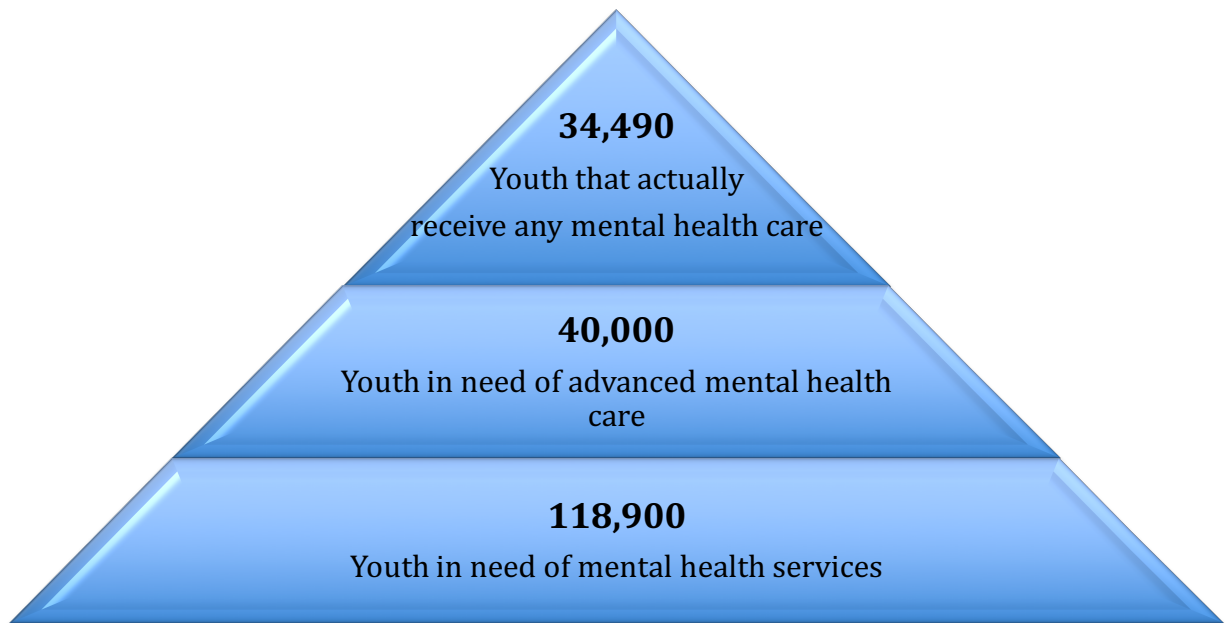 34,490
Youth that actually
receive any mental health care
40,000
Youth in need of advanced mental health
care
118,900
Youth in need of mental health services